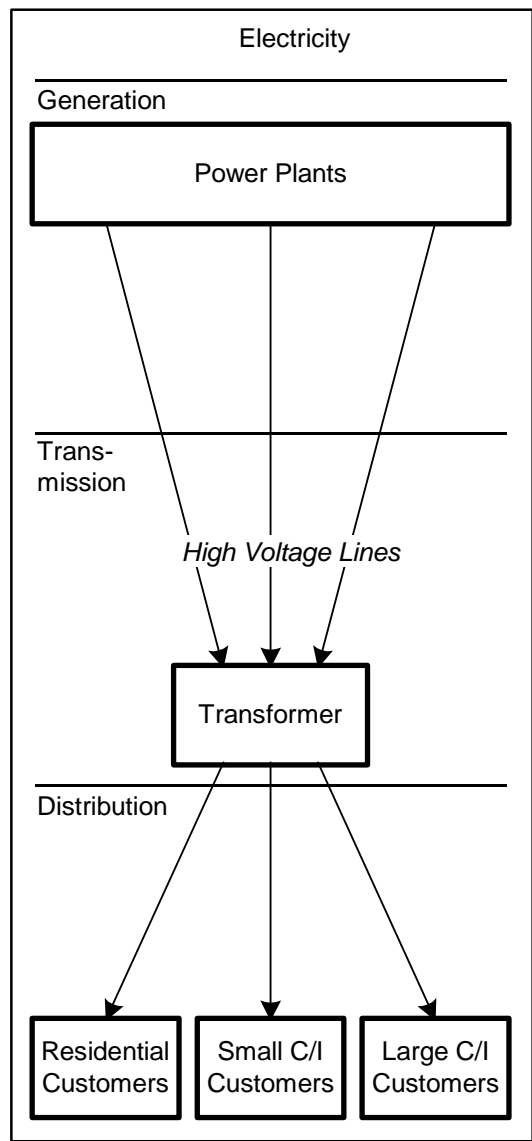 Electricity
Generation
Power Plants
Trans-
mission
High Voltage Lines
Transformer
Distribution
Residential
Customers
Small C/I
Customers
Large C/I
Customers